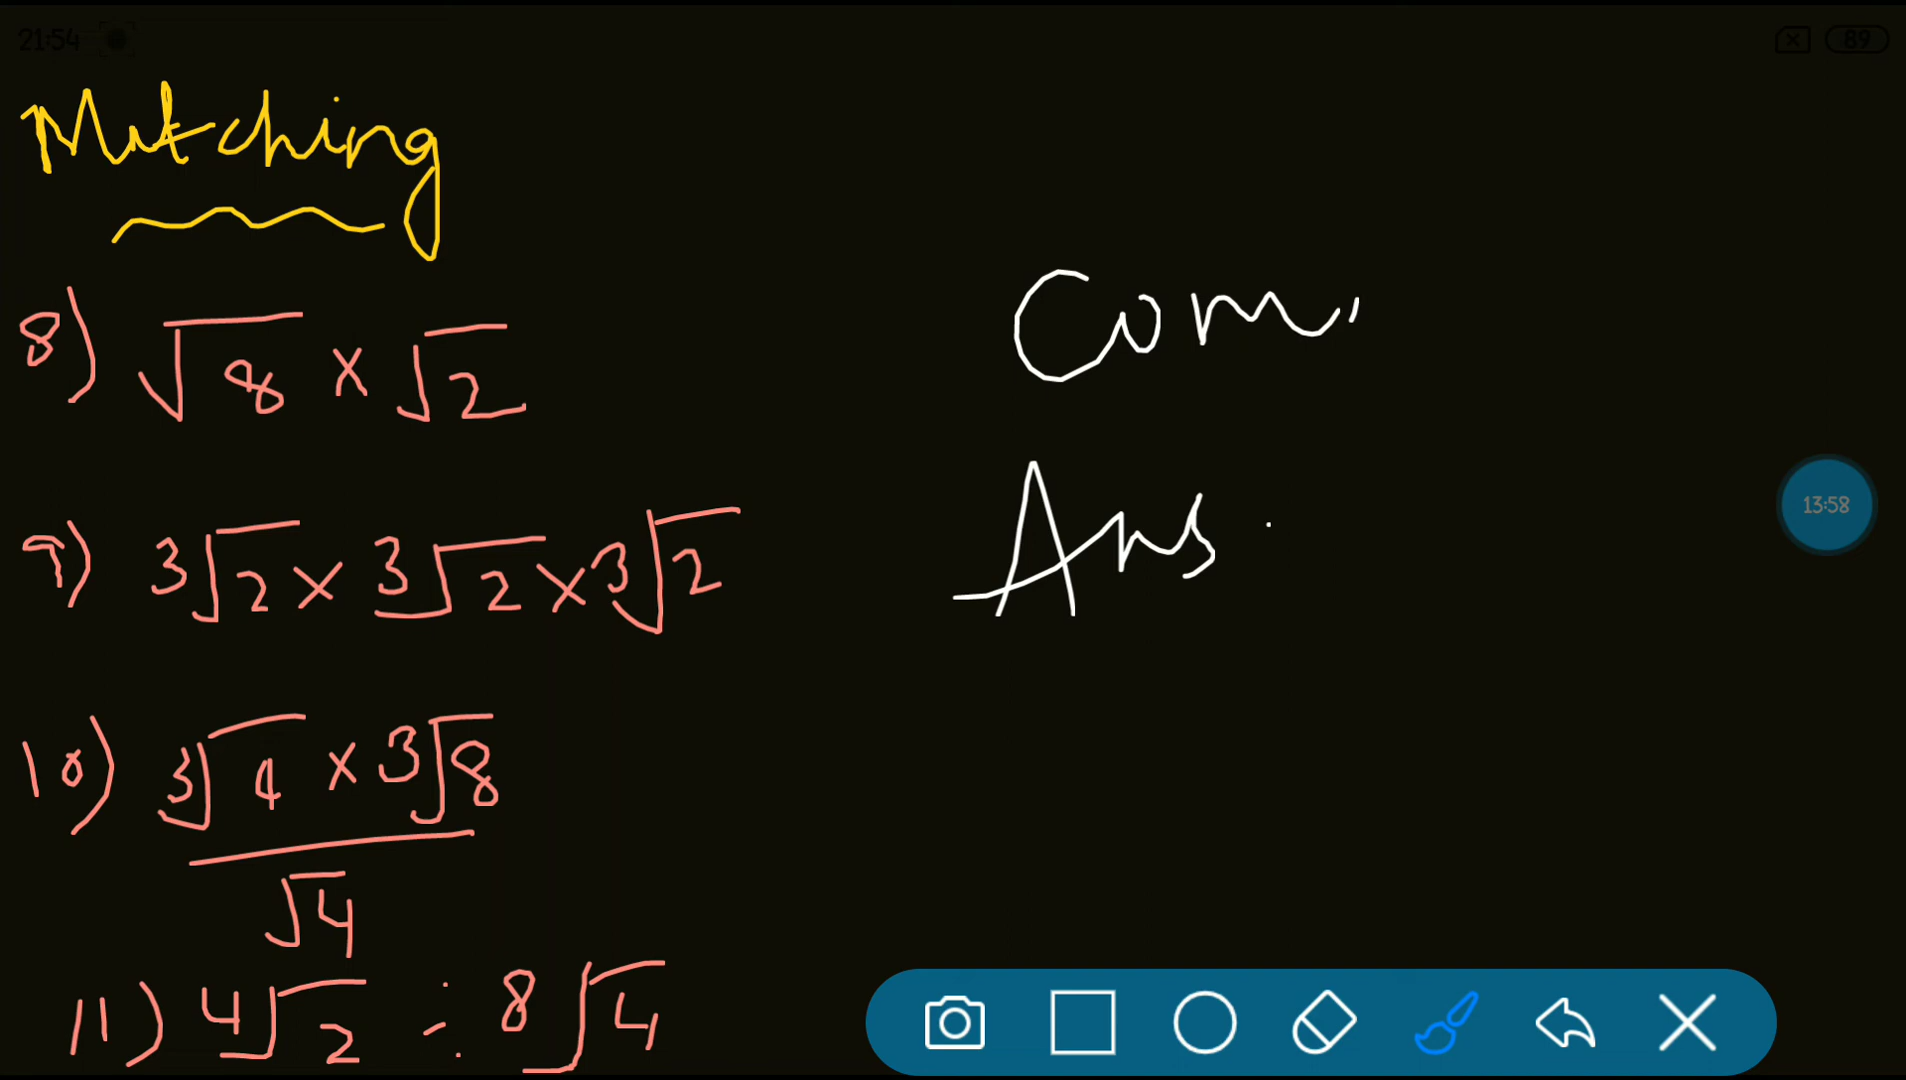 21:54
89
Matching
8) √8 × √2
Com.
9) 3√2 × 3√2 × 3√2
Ans.
13:58
10) 3√4 × 3√8
√4
11) 4√2 ÷ 8√4